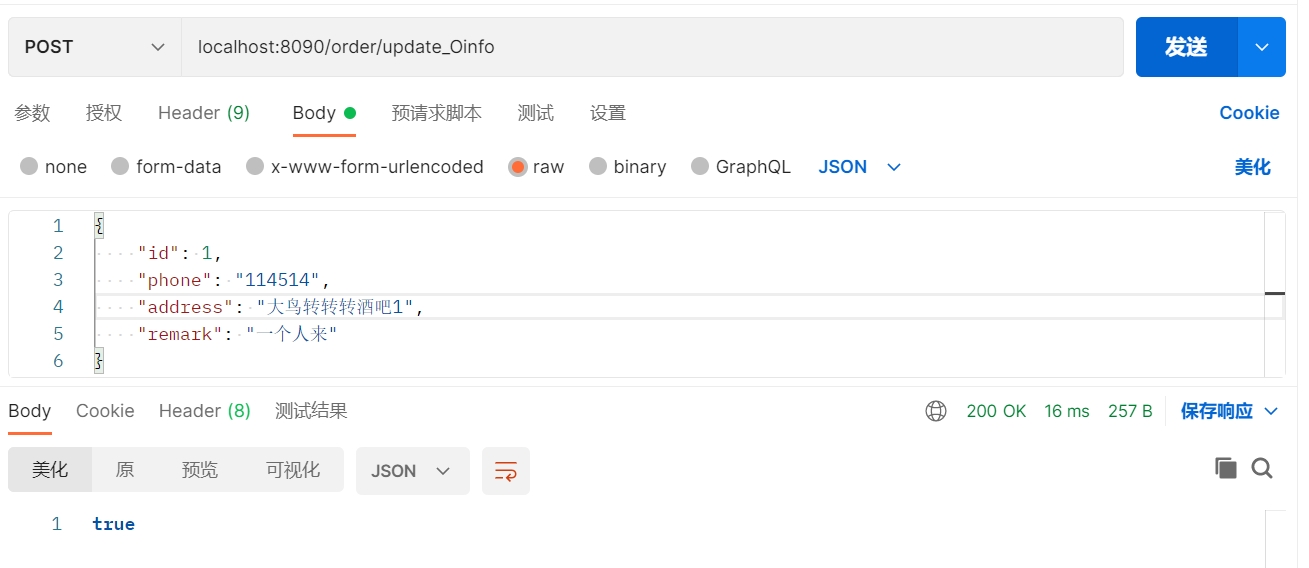 POST localhost:8090/order/update_Oinfo 发送
参数 授权 Header (9) Body 预请求脚本 测试 设置 Cookie
none form-data x-www-form-urlencoded raw binary GraphQL JSON 美化
1 {
2 "id": 1,
3 "phone": "114514",
4 "address": "大鸟转转转酒吧1",
5 "remark": "一个人来"
6 }
Body Cookie Header (8) 测试结果 200 OK 16 ms 257 B 保存响应
美化 原 预览 可视化 JSON
1 true